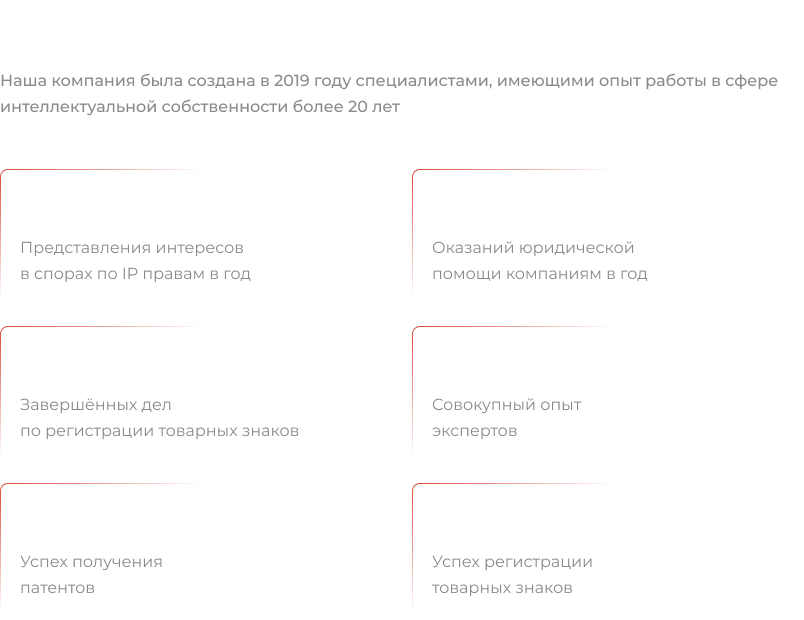 Наша компания была создана в 2019 году специалистами, имеющими опыт работы в сфере
интеллектуальной собственности более 20 лет
Представления интересов
в спорах по IP правам в год
Оказаний юридической
помощи компаниям в год
Завершённых дел
по регистрации товарных знаков
Совокупный опыт
экспертов
Успех получения
патентов
Успех регистрации
товарных знаков